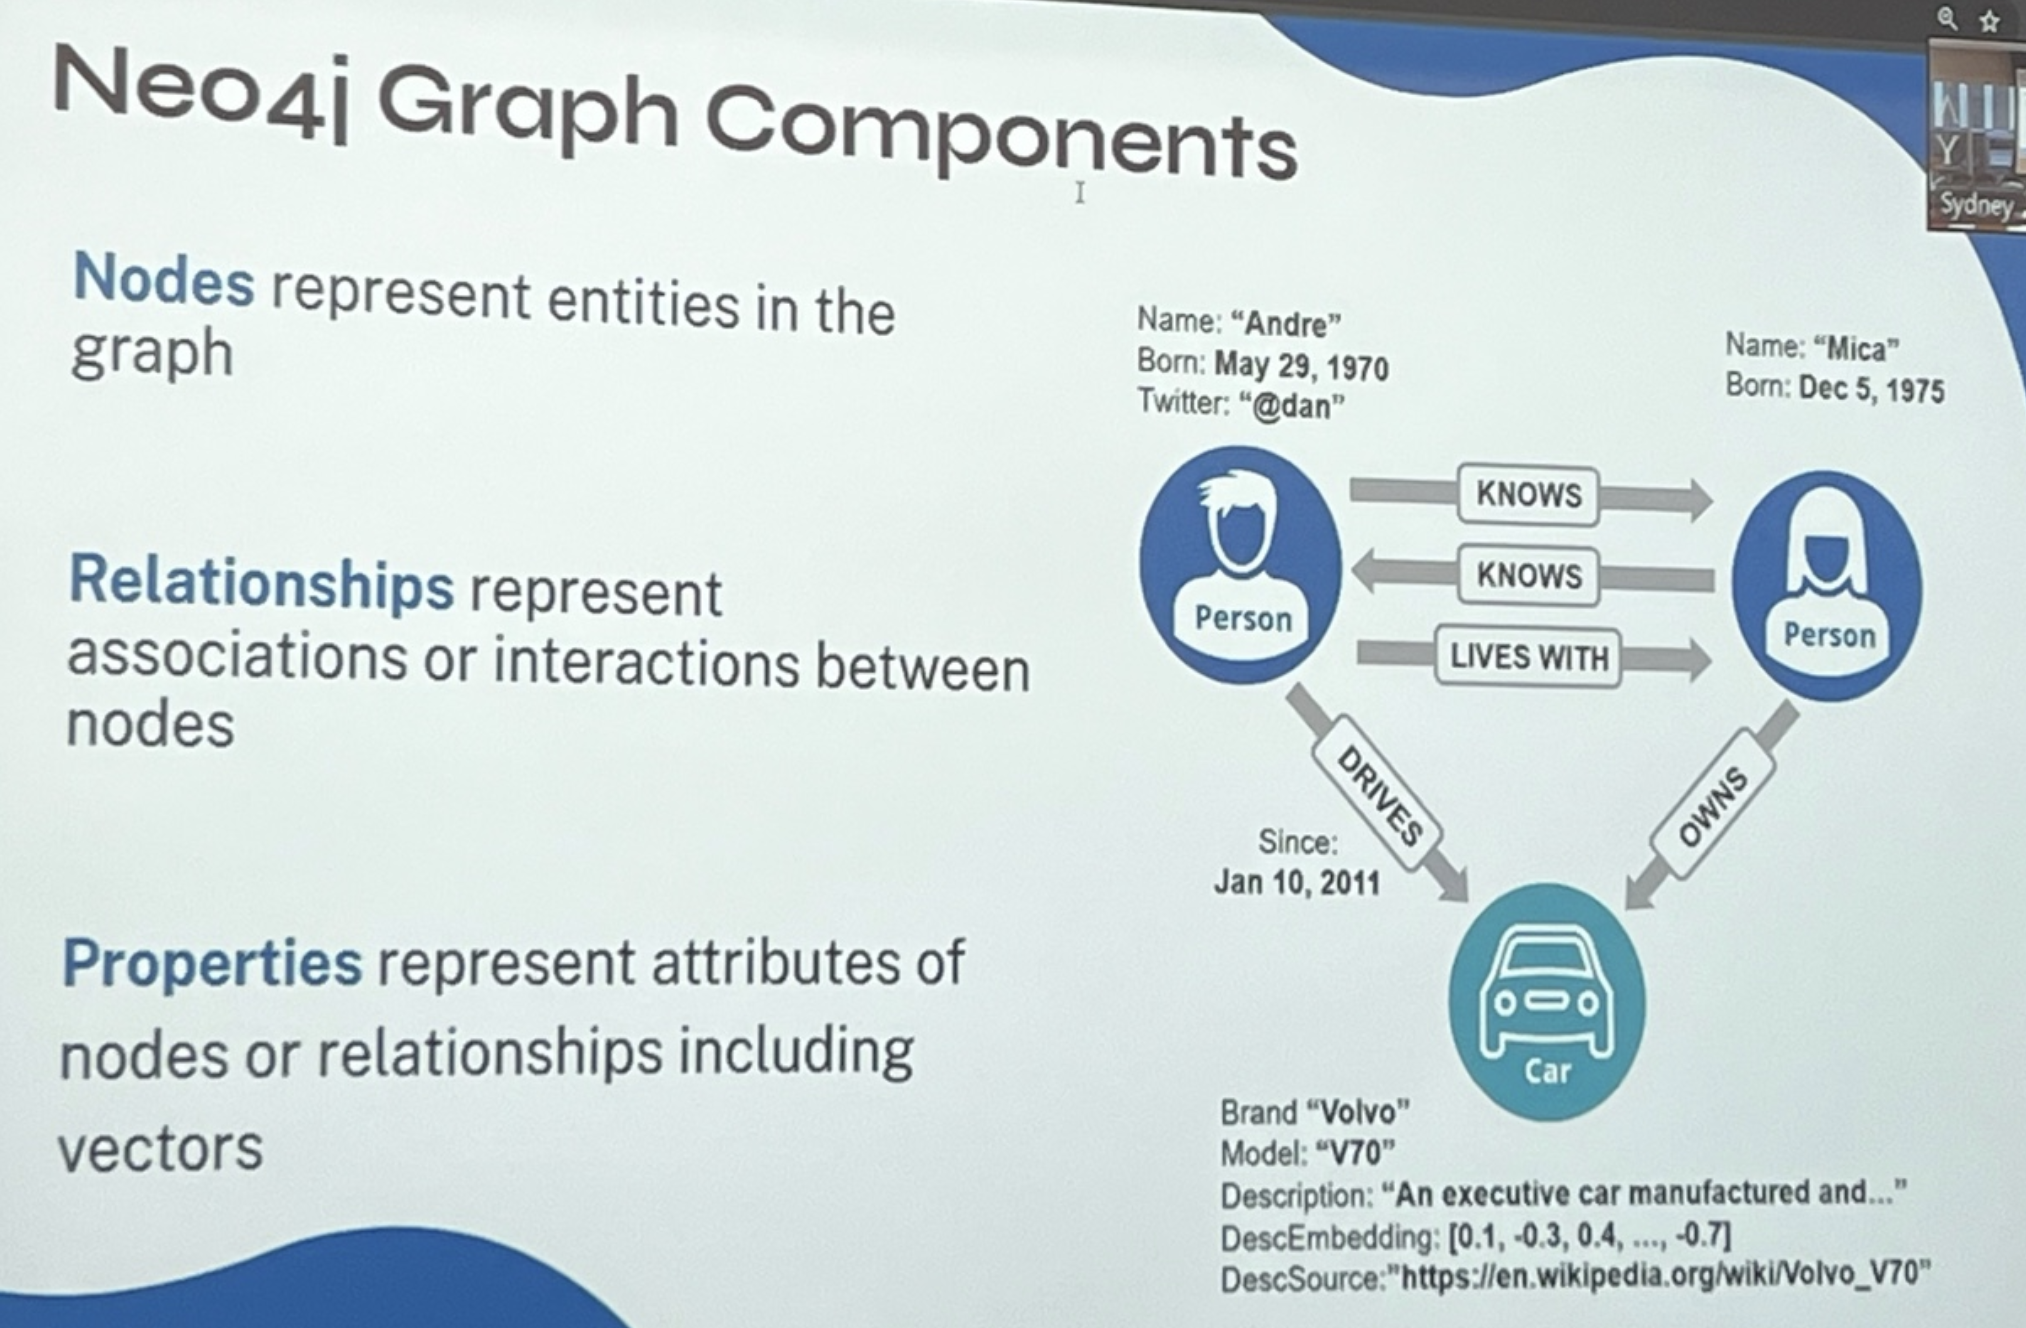 Neo4j Graph Components
Sydney
Nodes represent entities in the
graph
Relationships represent
associations or interactions between
nodes
Properties represent attributes of
nodes or relationships including
vectors
Name: “Andre”
Born: May 29, 1970
Twitter: “@dan”
Name: “Mica”
Born: Dec 5, 1975
KNOWS
KNOWS
LIVES WITH
Person
Person
DRIVES
OWNS
Since:
Jan 10, 2011
Car
Brand “Volvo”
Model: “V70”
Description: “An executive car manufactured and...”
DescEmbedding: [0.1, -0.3, 0.4, ..., -0.7]
DescSource:"https://en.wikipedia.org/wiki/Volvo_V70"